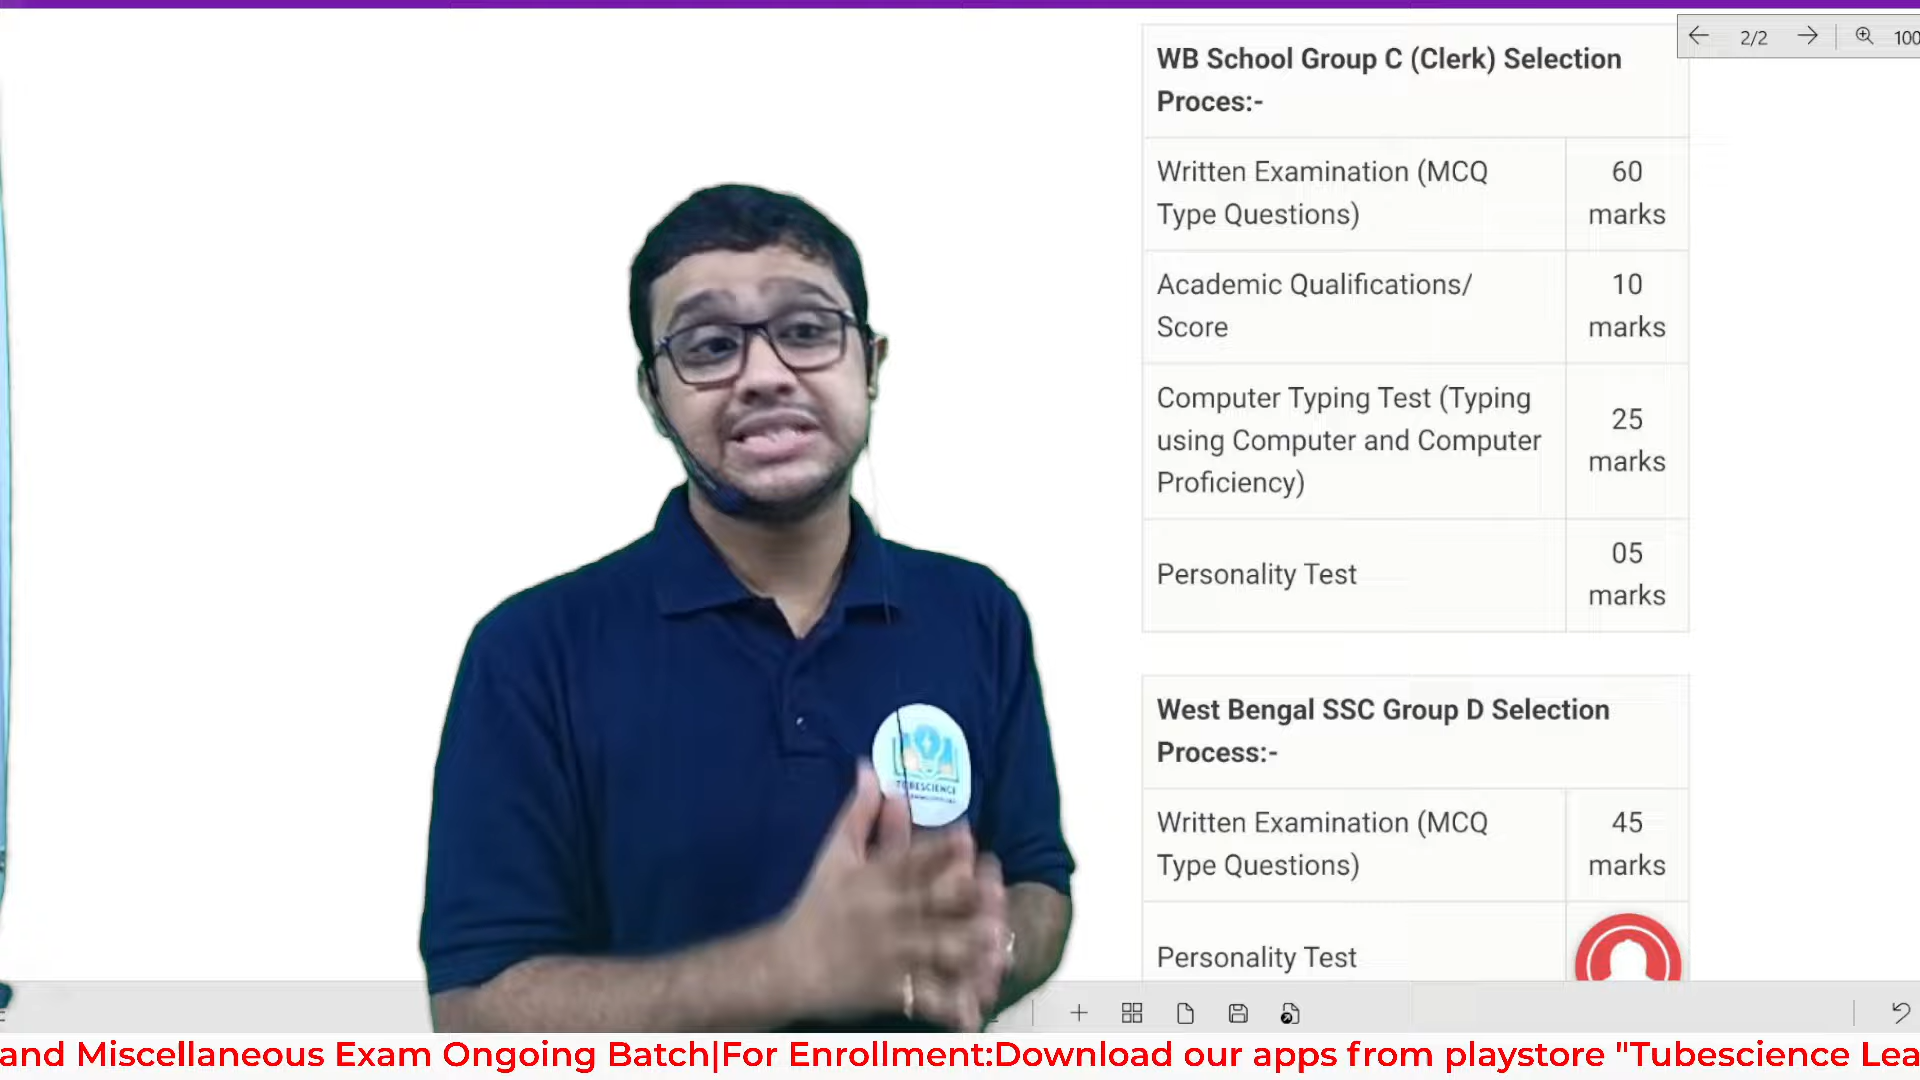 2/2
100
WB School Group C (Clerk) Selection
Proces:-
Written Examination (MCQ
Type Questions)
60
marks
Academic Qualifications/
Score
10
marks
Computer Typing Test (Typing
using Computer and Computer
Proficiency)
25
marks
Personality Test
05
marks
West Bengal SSC Group D Selection
Process:-
Written Examination (MCQ
Type Questions)
45
marks
Personality Test
and Miscellaneous Exam Ongoing Batch|For Enrollment:Download our apps from playstore "Tubescience Lea